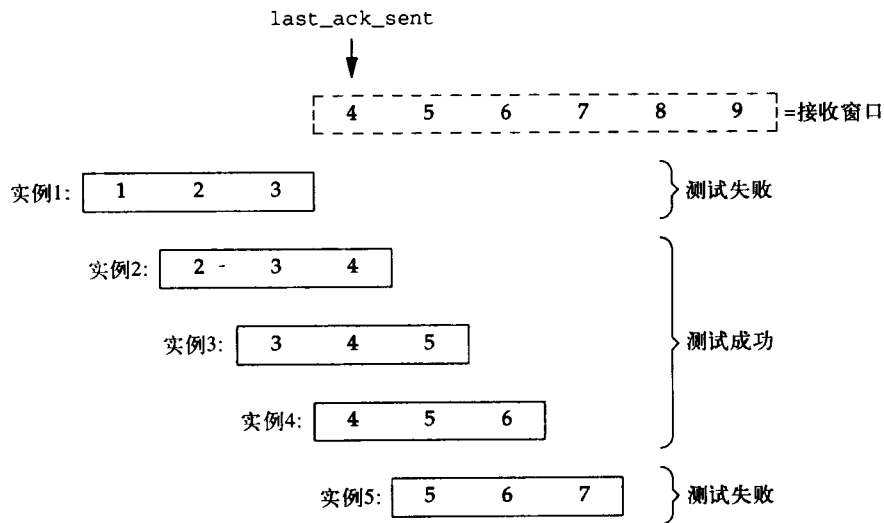 last_ack_sent
4 5 6 7 8 9 =接收窗口
实例1: 1 2 3 测试失败
实例2: 2 - 3 4
实例3: 3 4 5 测试成功
实例4: 4 5 6
实例5: 5 6 7 测试失败